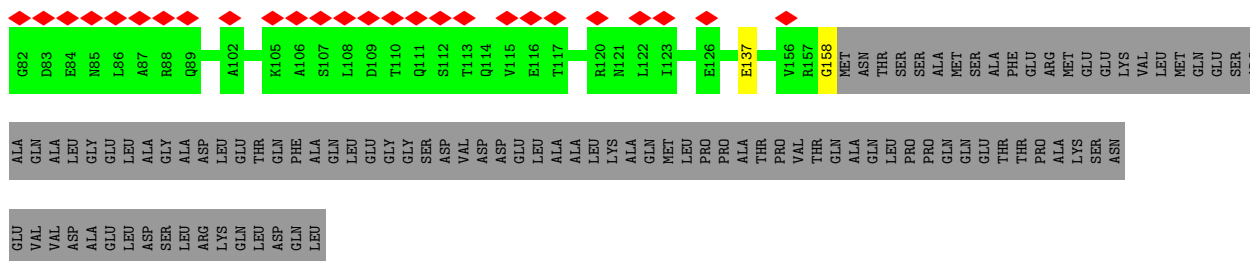 G82 D83 E84 N85 L86 A87 R88 Q89 A102 K105 A106 S107 L108 D109 T110 Q111 S112 T113 Q114 V115 E116 T117 R120 N121 L122 I123 E126 E137 V156 R157 G158 MET ASN THR SER SER ALA MET SER ALA PHE GLU ARG MET GLU GLU LYS VAL LEU MET GLN GLU SER
ALA GLN ALA LEU GLY GLU LEU ALA GLY ALA ASP LEU GLU THR GLN PHE ALA GLN LEU GLU GLY GLY SER ASP VAL ASP ASP GLU LEU ALA ALA LEU LYS ALA GLN MET LEU PRO PRO ALA THR PRO VAL THR GLN ALA GLN LEU PRO PRO GLN GLN GLU THR THR PRO ALA LYS SER ASN
GLU VAL VAL ASP ALA GLU LEU ASP SER LEU ARG LYS GLN LEU ASP GLN LEU